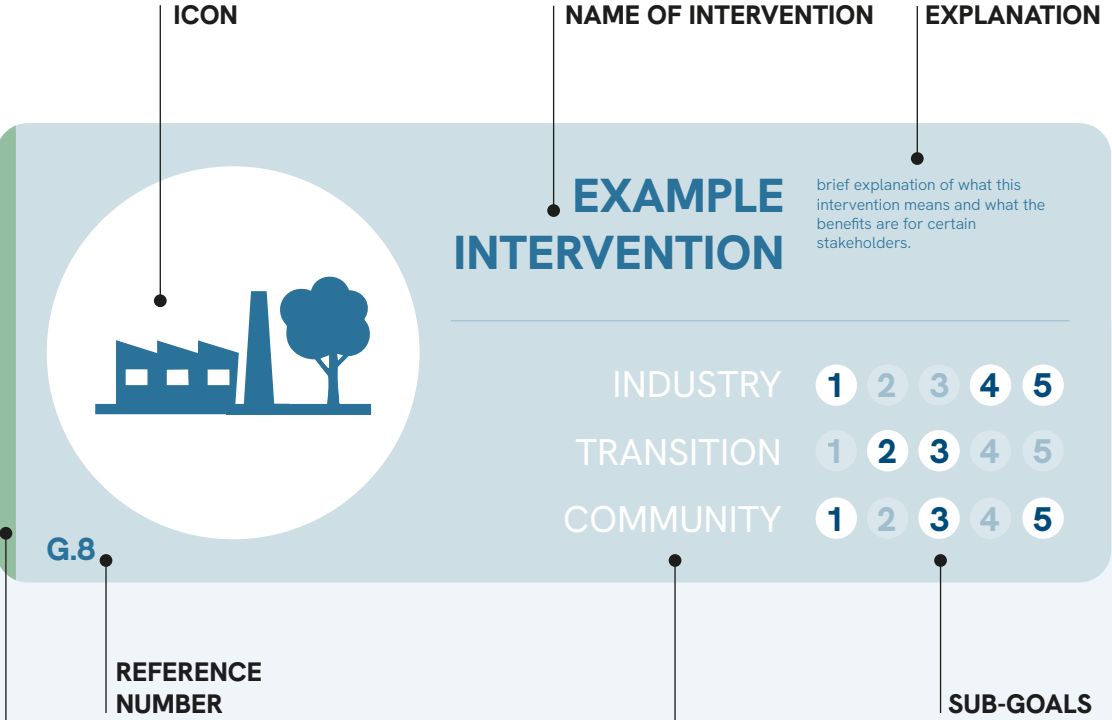 ICON
NAME OF INTERVENTION
EXPLANATION
EXAMPLE
INTERVENTION
brief explanation of what this
intervention means and what the
benefits are for certain
stakeholders.
INDUSTRY 1 2 3 4 5
TRANSITION 1 2 3 4 5
COMMUNITY 1 2 3 4 5
G.8
REFERENCE
NUMBER
SUB-GOALS